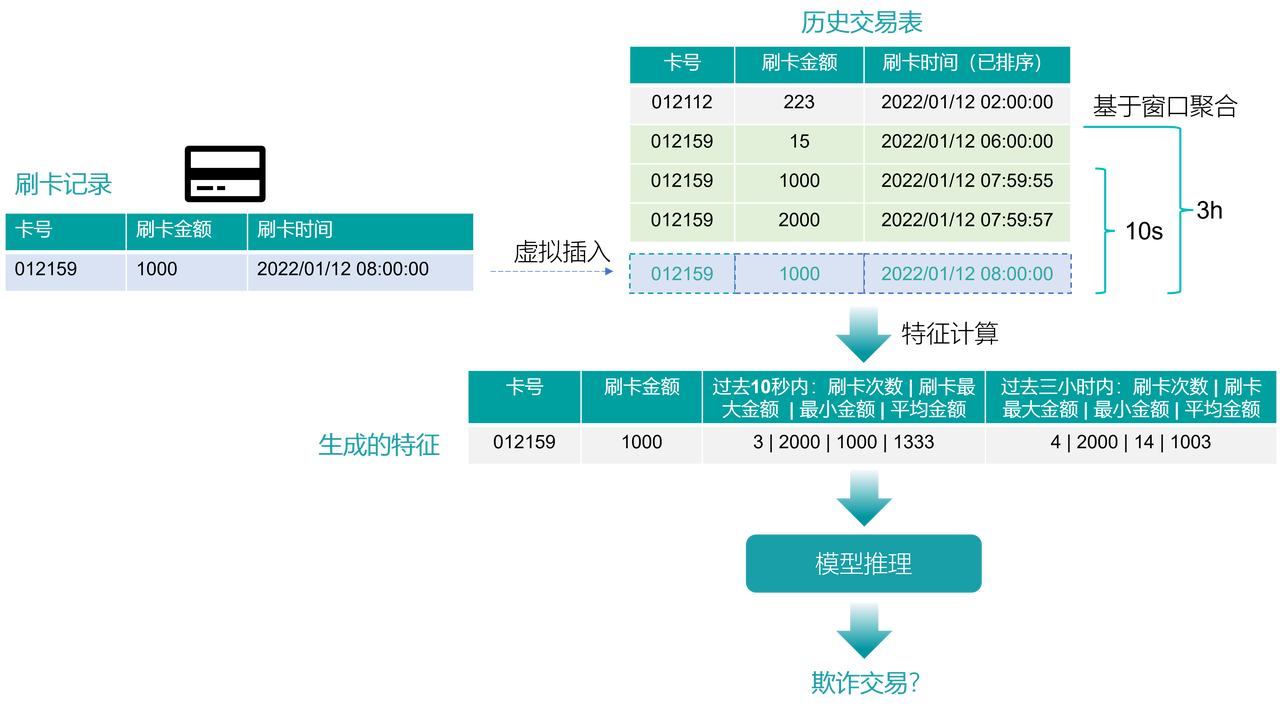 历史交易表
卡号 刷卡金额 刷卡时间（已排序）
012112 223 2022/01/12 02:00:00
012159 15 2022/01/12 06:00:00
012159 1000 2022/01/12 07:59:55
012159 2000 2022/01/12 07:59:57
012159 1000 2022/01/12 08:00:00
基于窗口聚合
3h
10s
刷卡记录
卡号 刷卡金额 刷卡时间
012159 1000 2022/01/12 08:00:00
虚拟插入
特征计算
生成的特征
卡号 刷卡金额 过去10秒内：刷卡次数 | 刷卡最
大金额 | 最小金额 | 平均金额
过去三小时内：刷卡次数 | 刷卡
最大金额 | 最小金额 | 平均金额
012159 1000 3 | 2000 | 1000 | 1333 4 | 2000 | 14 | 1003
模型推理
欺诈交易？